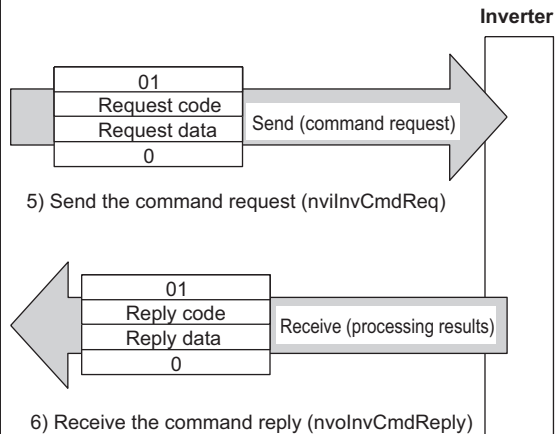 Inverter
01
Request code
Request data
0
Send (command request)
5) Send the command request (nviInvCmdReq)
01
Reply code
Reply data
0
Receive (processing results)
6) Receive the command reply (nvoInvCmdReply)